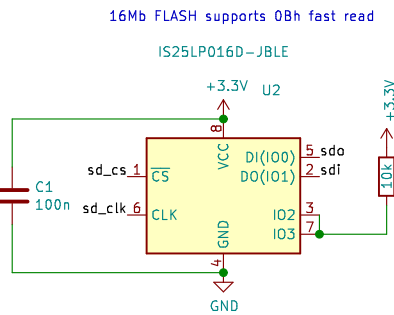 16Mb FLASH supports 0Bh fast read
IS25LP016D-JBLE
+3.3V
U2
+3.3V
8
VCC
DI(IO0)
5
sdo
sd_cs
1
CS
DO(IO1)
2
sdi
10k
C1
100n
sd_clk
6
CLK
IO2
3
IO3
7
GND
4
GND